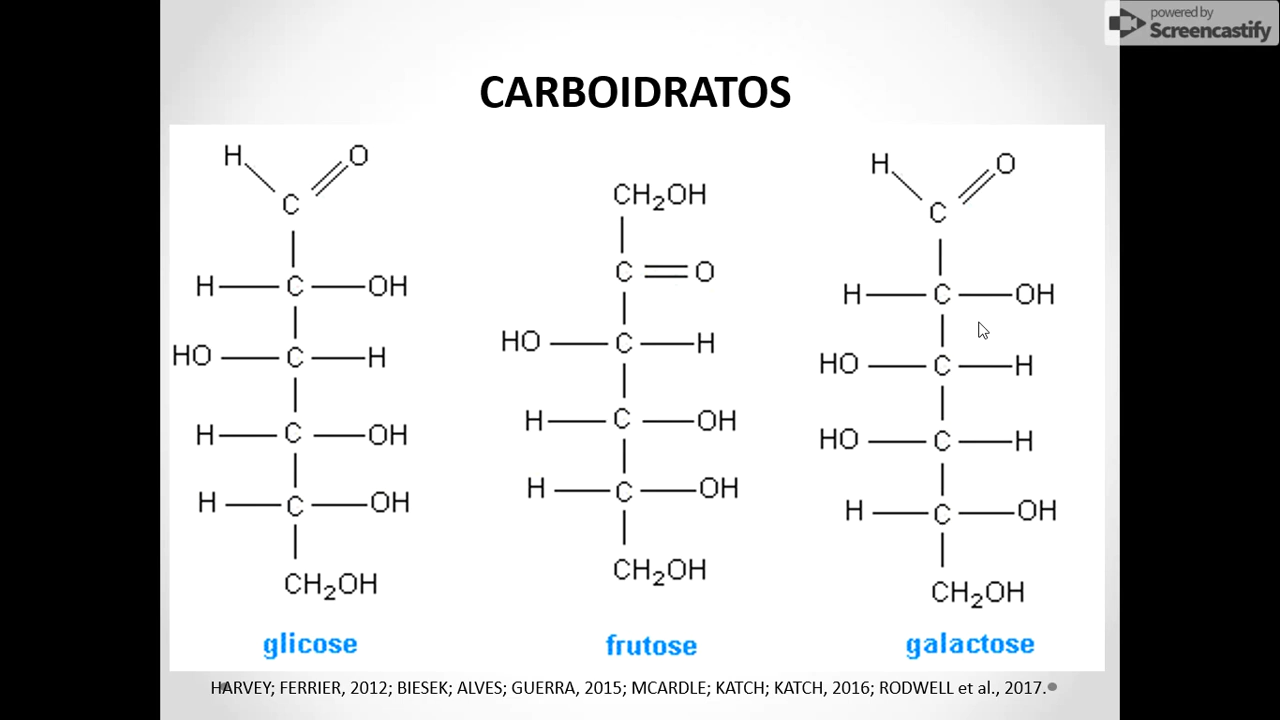 powered by
Screencastify
CARBOIDRATOS
H O
C
H C OH
HO C H
H C OH
H C OH
CH2OH
glicose
CH2OH
C O
HO C H
H C OH
H C OH
CH2OH
frutose
H O
C
H C OH
HO C H
HO C H
H C OH
CH2OH
galactose
HARVEY; FERRIER, 2012; BIESEK; ALVES; GUERRA, 2015; MCARDLE; KATCH; KATCH, 2016; RODWELL et al., 2017.